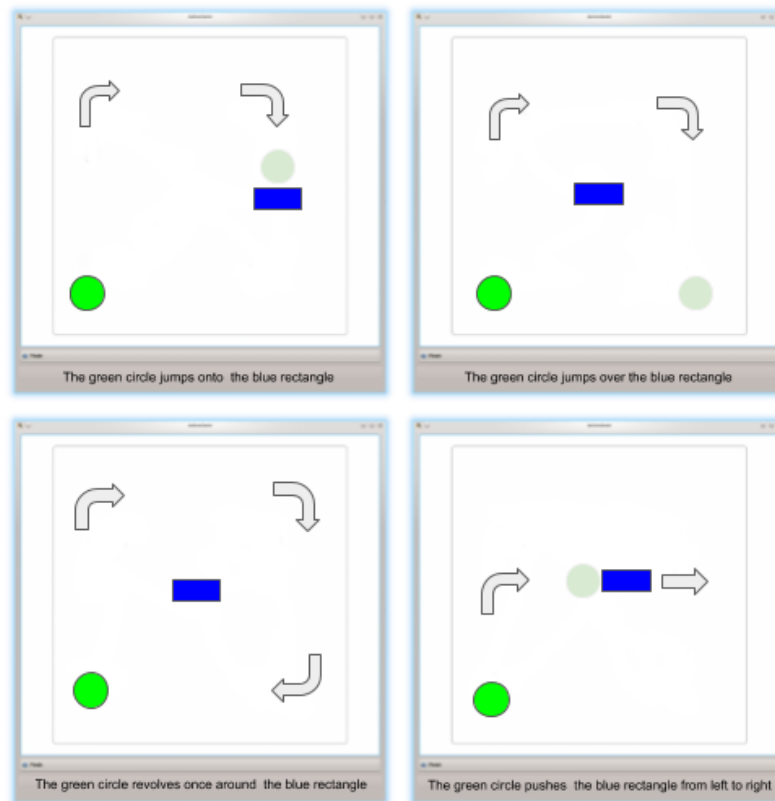 The green circle jumps onto  the blue rectangle
The green circle jumps over the blue rectangle
The green circle revolves once around  the blue rectangle
The green circle pushes  the blue rectangle from left to right